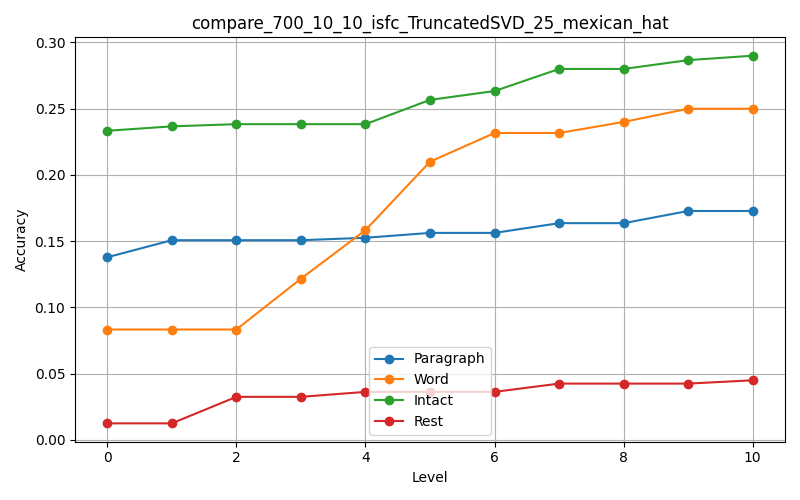 compare_700_10_10_isfc_TruncatedSVD_25_mexican_hat
Accuracy
0.30
0.25
0.20
0.15
0.10
0.05
0.00
Paragraph
Word
Intact
Rest
0 2 4 6 8 10
Level